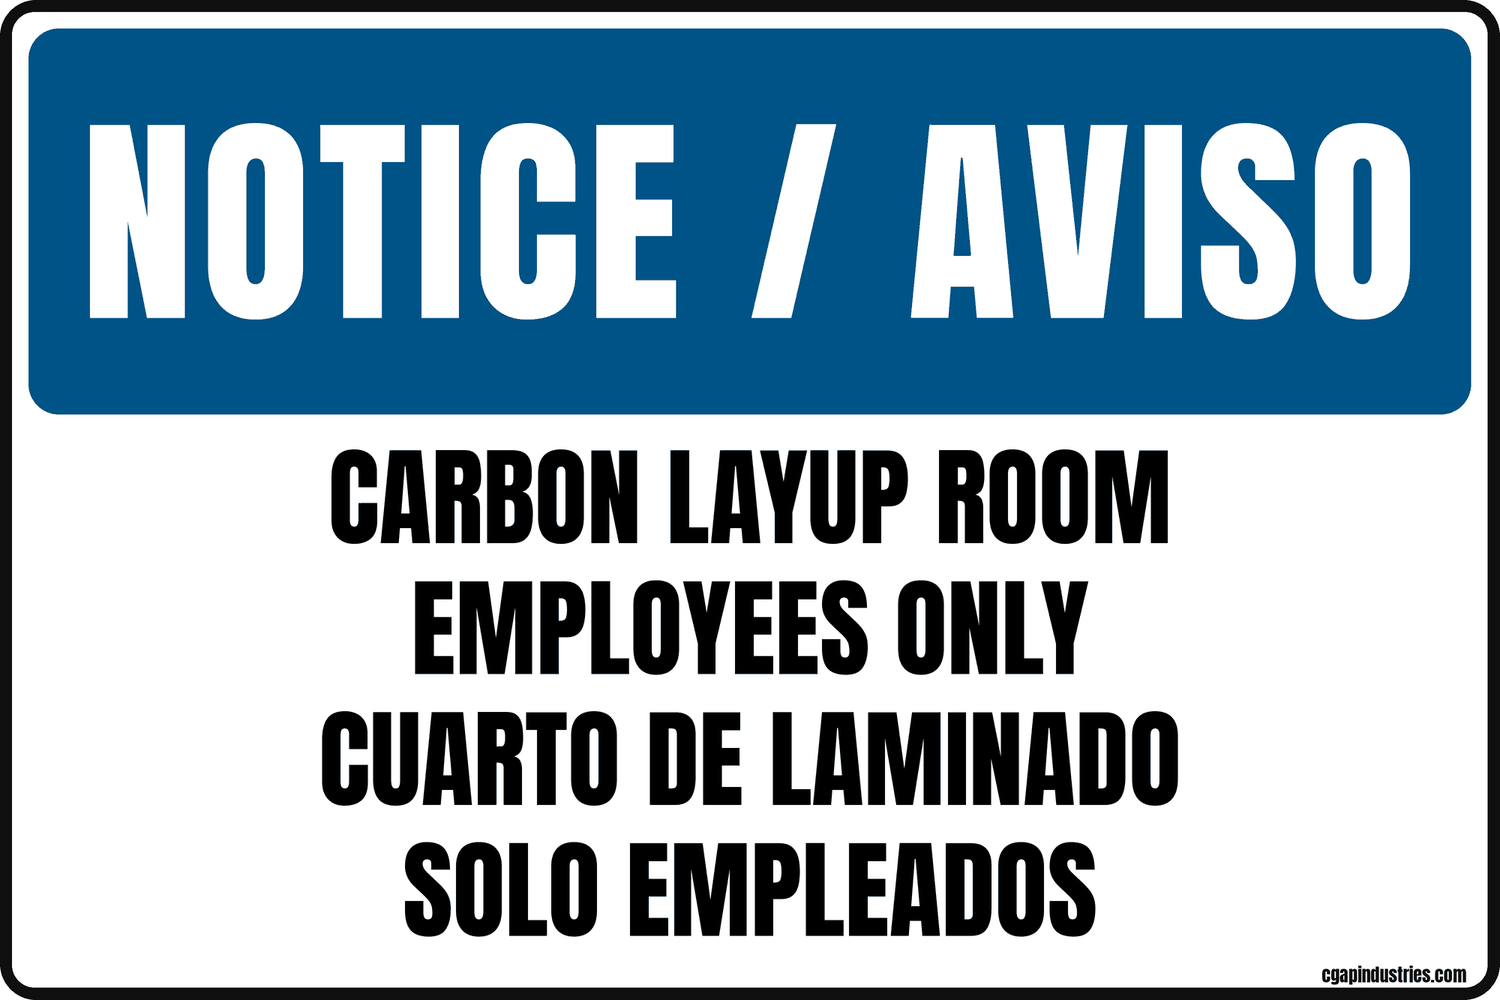 NOTICE / AVISO
CARBON LAYUP ROOM
EMPLOYEES ONLY
CUARTO DE LAMINADO
SOLO EMPLEADOS
cgapindustries.com